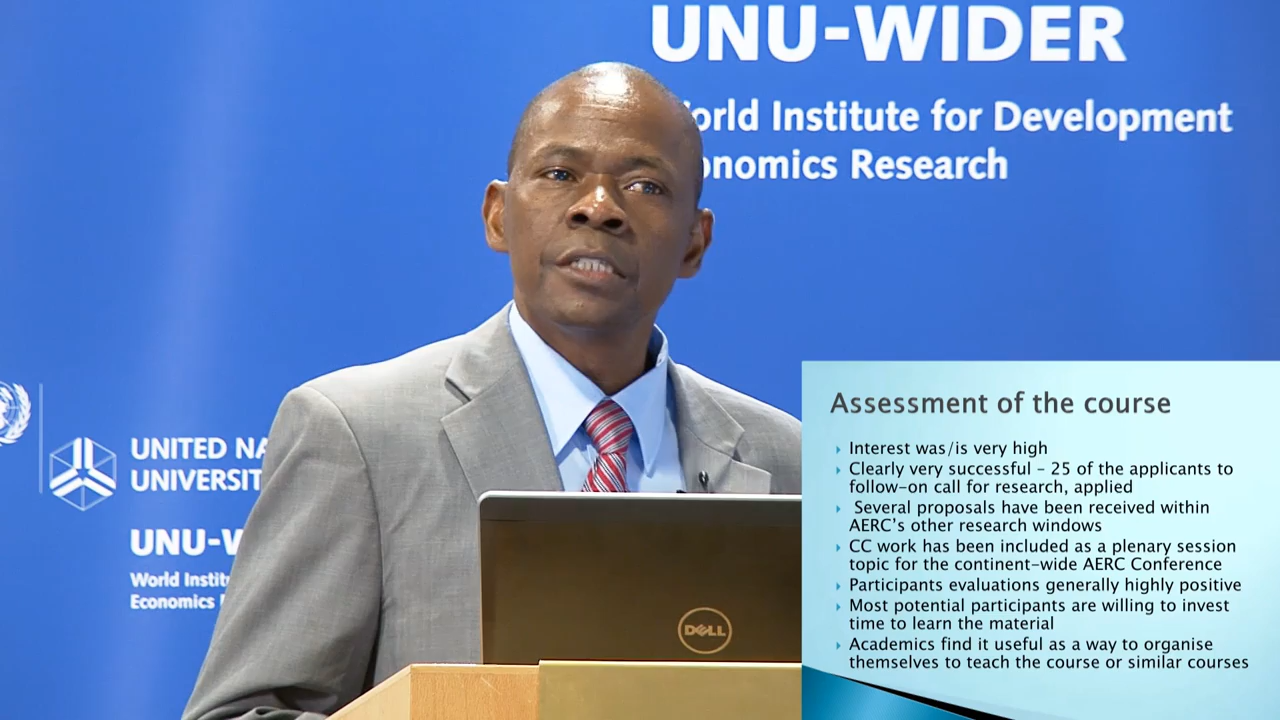 UNU-WIDER
orld Institute for Development
onomics Research
UNITED NA
UNIVERSIT
UNU-W
World Instit
Economics
DELL
Assessment of the course
Interest was/is very high
Clearly very successful – 25 of the applicants to
follow-on call for research, applied
Several proposals have been received within
AERC's other research windows
CC work has been included as a plenary session
topic for the continent-wide AERC Conference
Participants evaluations generally highly positive
Most potential participants are willing to invest
time to learn the material
Academics find it useful as a way to organise
themselves to teach the course or similar courses